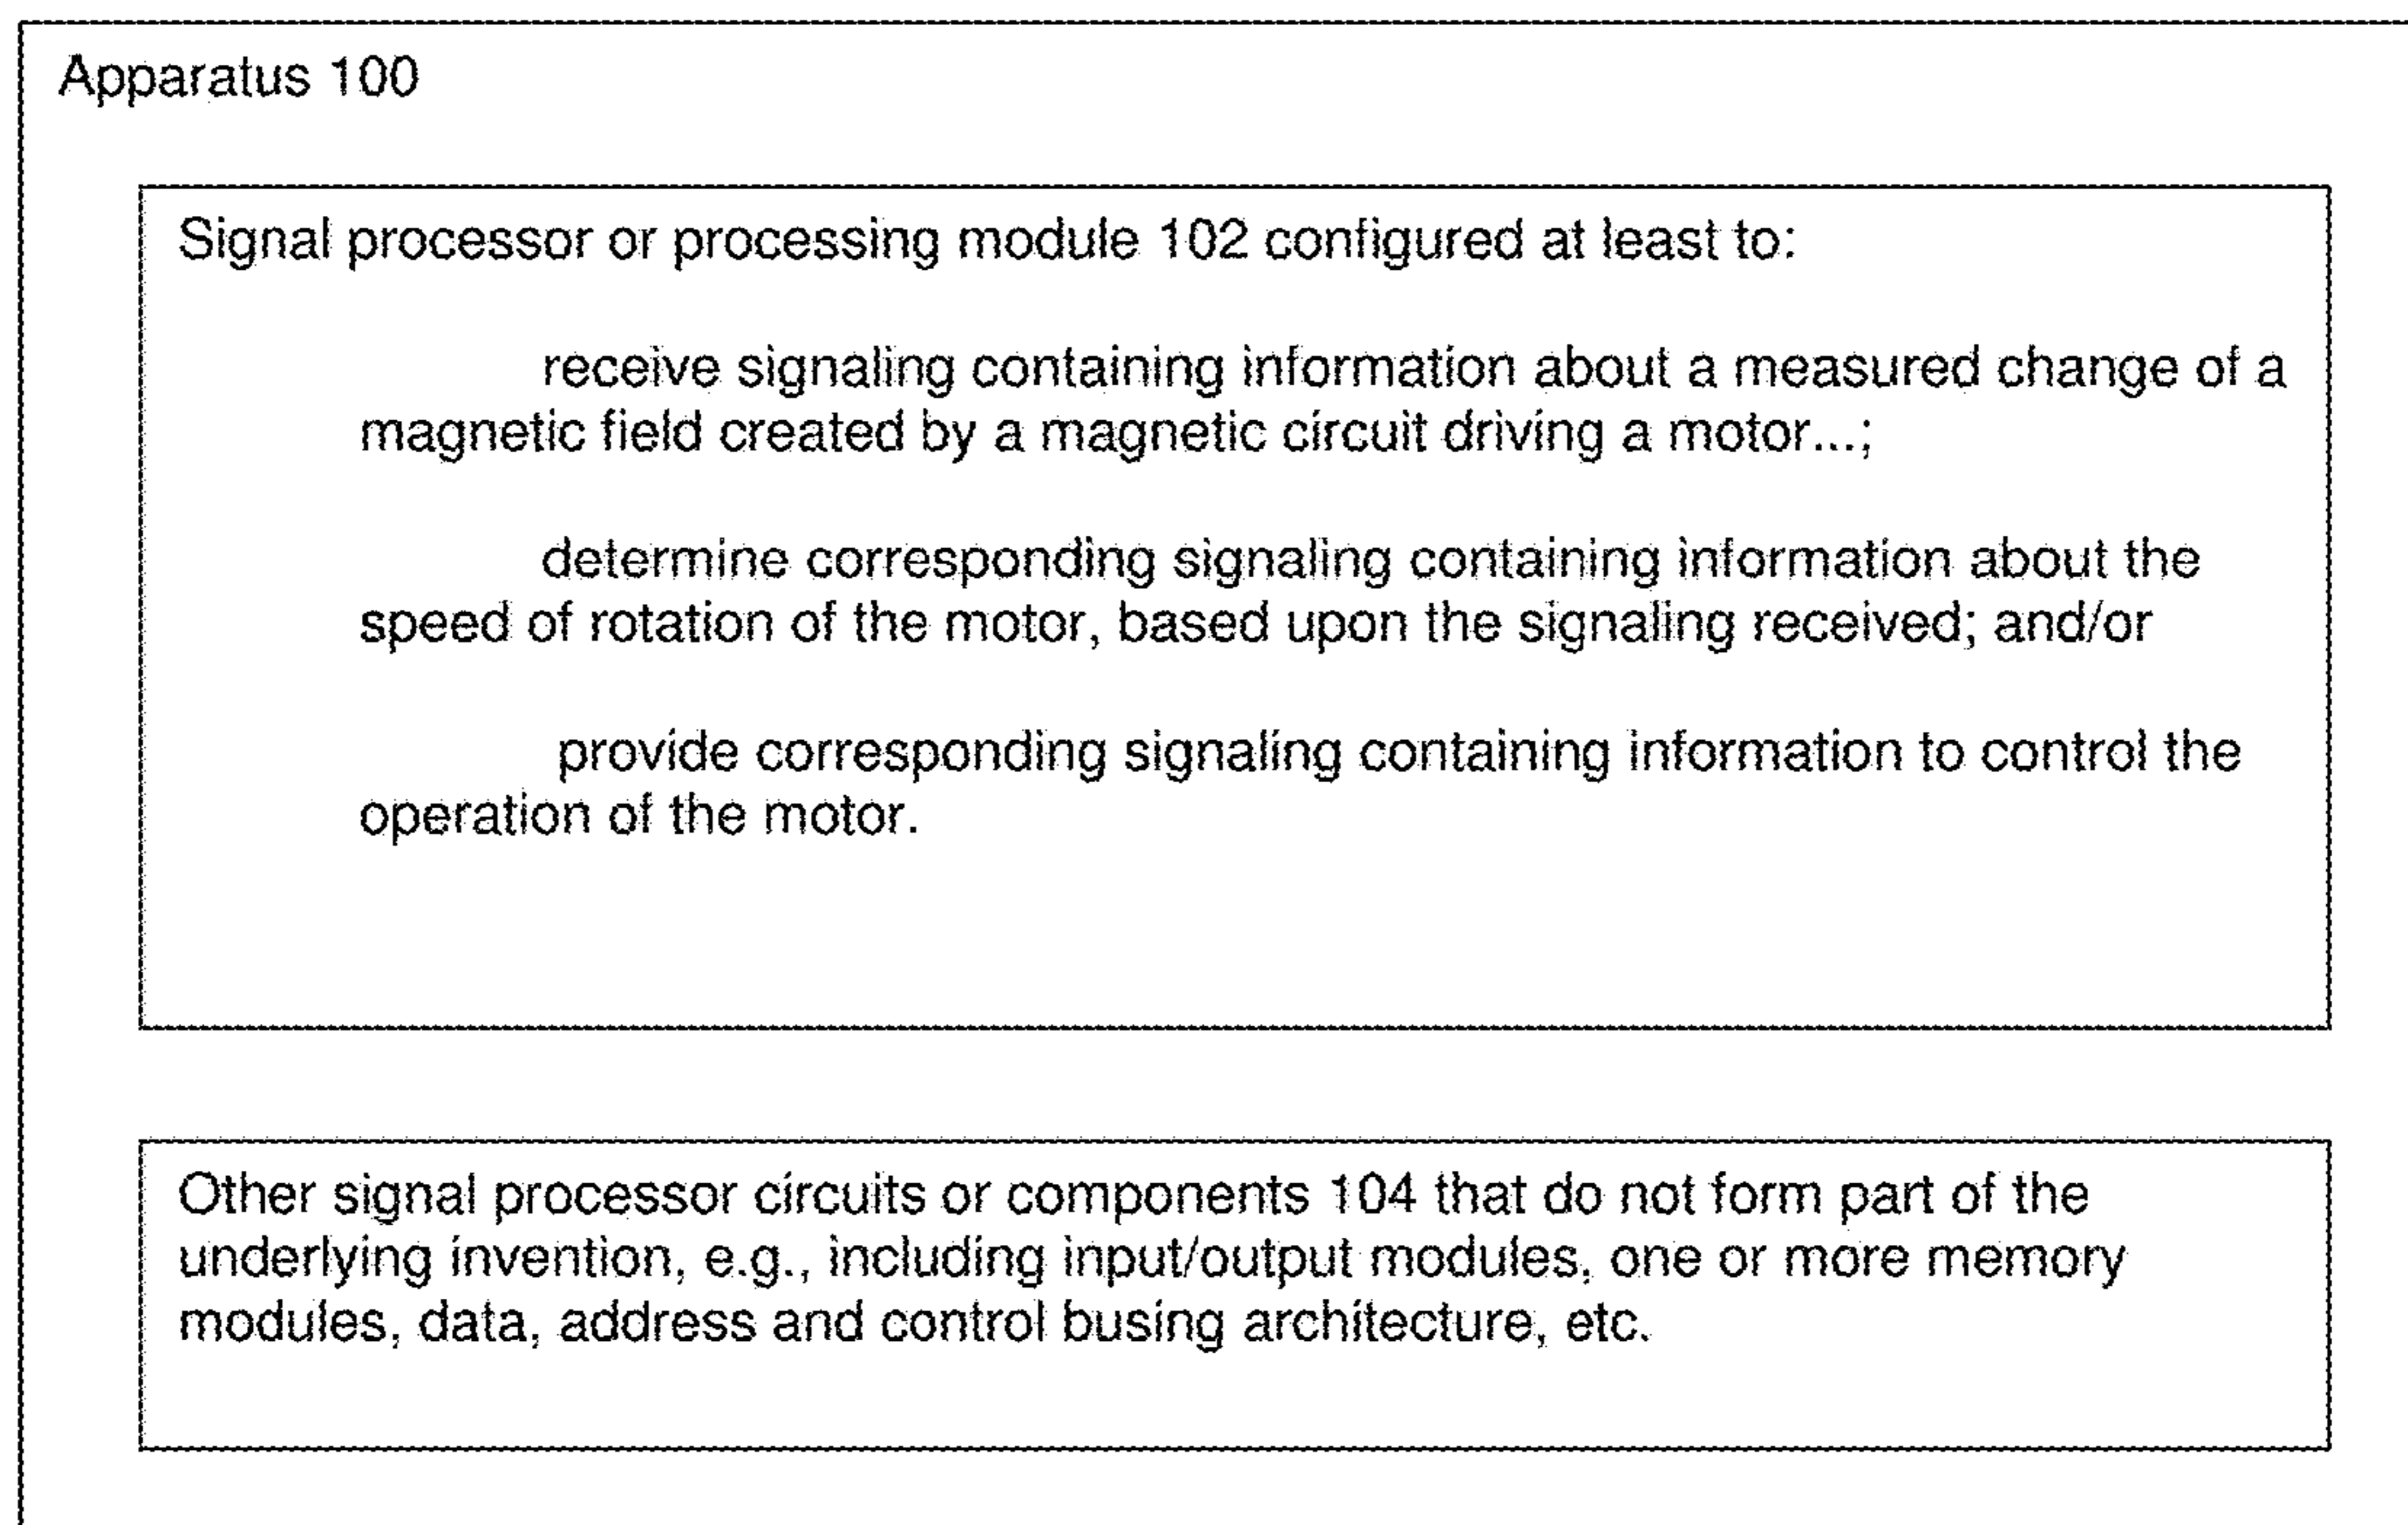 Apparatus 100
Signal processor or processing module 102 configured at least to:
receive signaling containing information about a measured change of a
magnetic field created by a magnetic circuit driving a motor...;
determine corresponding signaling containing information about the
speed of rotation of the motor, based upon the signaling received; and/or
provide corresponding signaling containing information to control the
operation of the motor.
Other signal processor circuits or components 104 that do not form part of the
underlying invention, e.g., including input/output modules, one or more memory
modules, data, address and control busing architecture, etc.